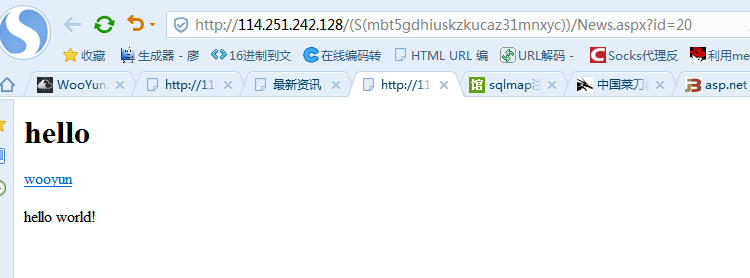 http://114.251.242.128/(S(mbt5gdhiuskzkucaz31mnxyc))/News.aspx?id=20
收藏 生成器 - 廖 16进制到文 在线编码转 HTML URL 编 URL解码 - Socks代理反 利用me
WooYun. http://11 最新资讯 http://11 sqlmap注 中国菜刀 asp.net
hello
wooyun
hello world!